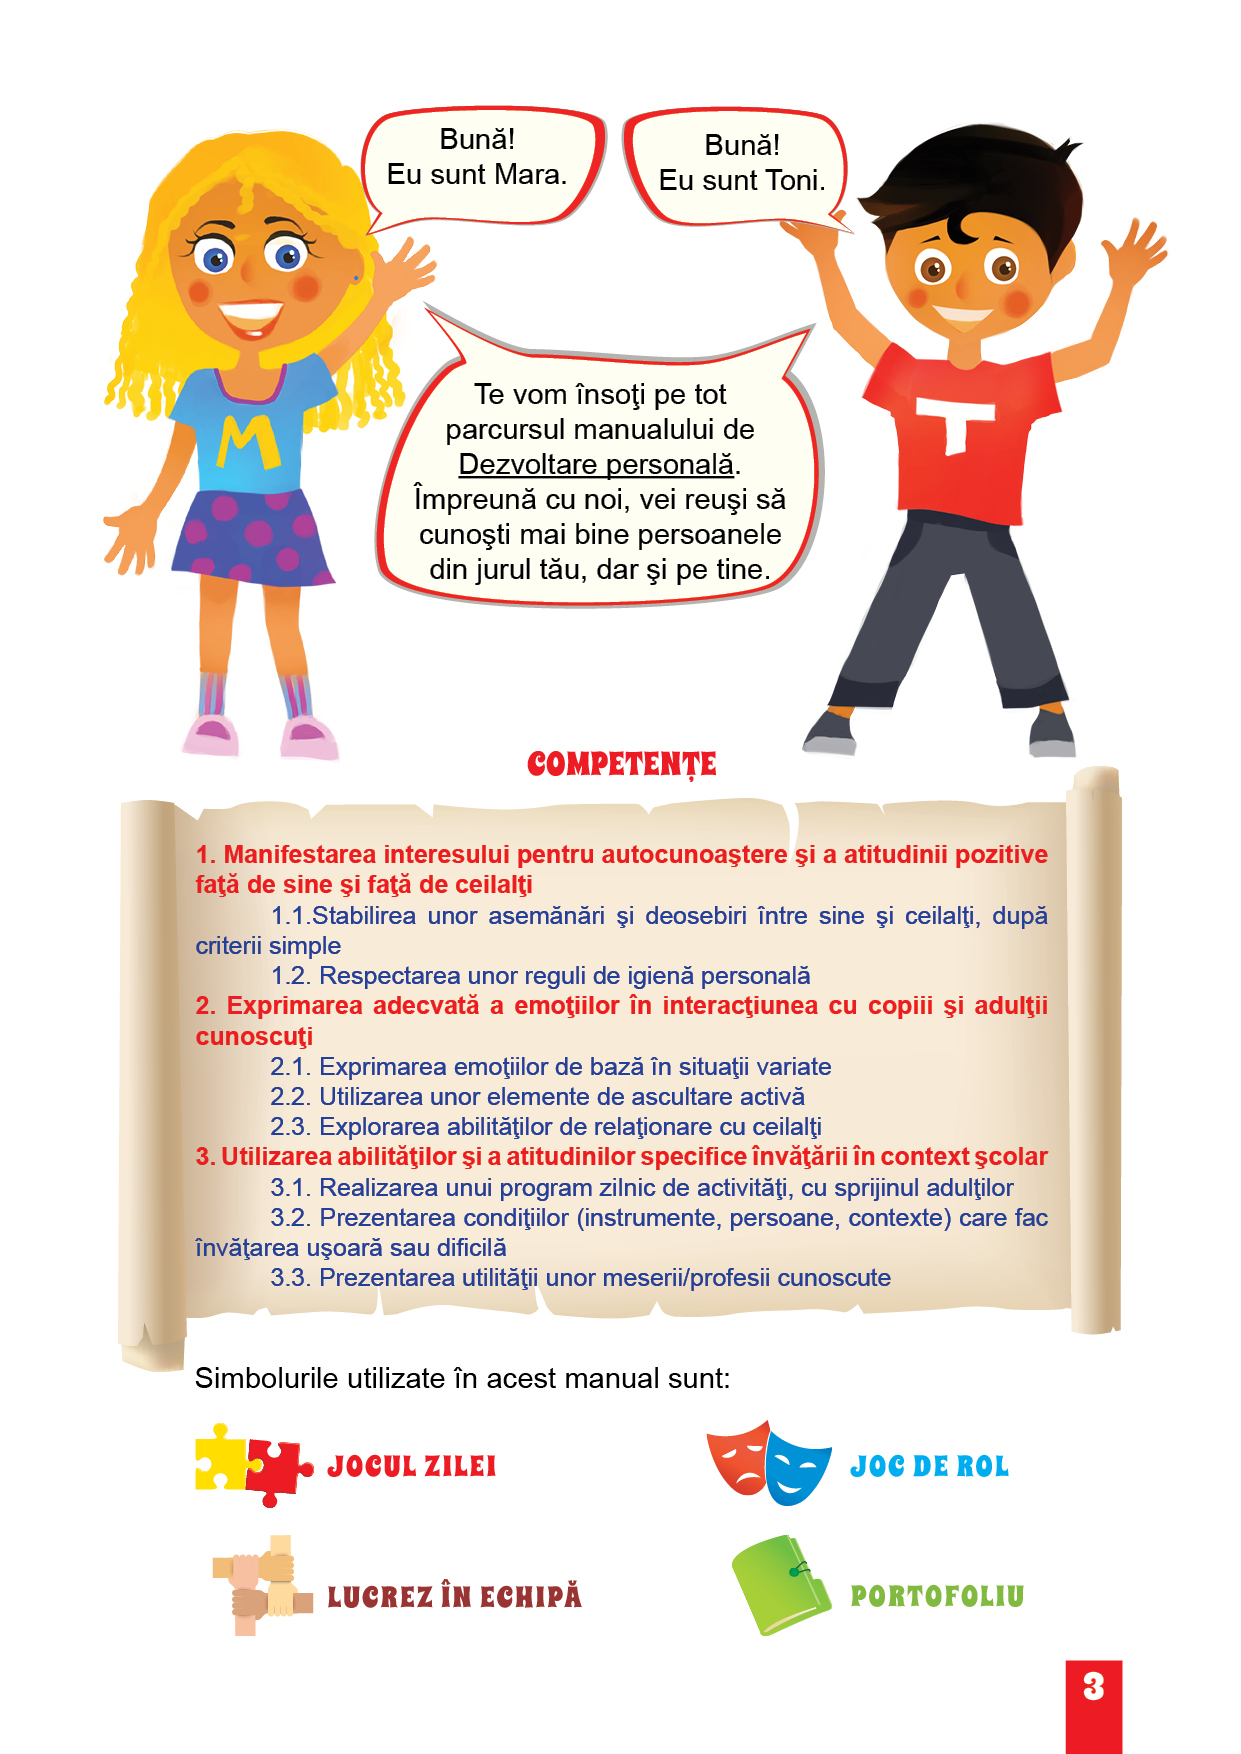 Bună!
Eu sunt Mara.
Bună!
Eu sunt Toni.
Te vom însoţi pe tot
parcursul manualului de
Dezvoltare personală.
Împreună cu noi, vei reuşi să
cunoşti mai bine persoanele
din jurul tău, dar şi pe tine.
M
T
COMPETENȚE
1. Manifestarea interesului pentru autocunoaştere şi a atitudinii pozitive
faţă de sine şi faţă de ceilalţi
1.1.Stabilirea unor asemănări şi deosebiri între sine şi ceilalţi, după
criterii simple
1.2. Respectarea unor reguli de igienă personală
2. Exprimarea adecvată a emoţiilor în interacţiunea cu copiii şi adulţii
cunoscuţi
2.1. Exprimarea emoţiilor de bază în situaţii variate
2.2. Utilizarea unor elemente de ascultare activă
2.3. Explorarea abilităţilor de relaţionare cu ceilalţi
3. Utilizarea abilităţilor şi a atitudinilor specifice învăţării în context şcolar
3.1. Realizarea unui program zilnic de activităţi, cu sprijinul adulţilor
3.2. Prezentarea condiţiilor (instrumente, persoane, contexte) care fac
învăţarea uşoară sau dificilă
3.3. Prezentarea utilităţii unor meserii/profesii cunoscute
Simbolurile utilizate în acest manual sunt:
JOCUL ZILEI
JOC DE ROL
LUCREZ ÎN ECHIPĂ
PORTOFOLIU
3